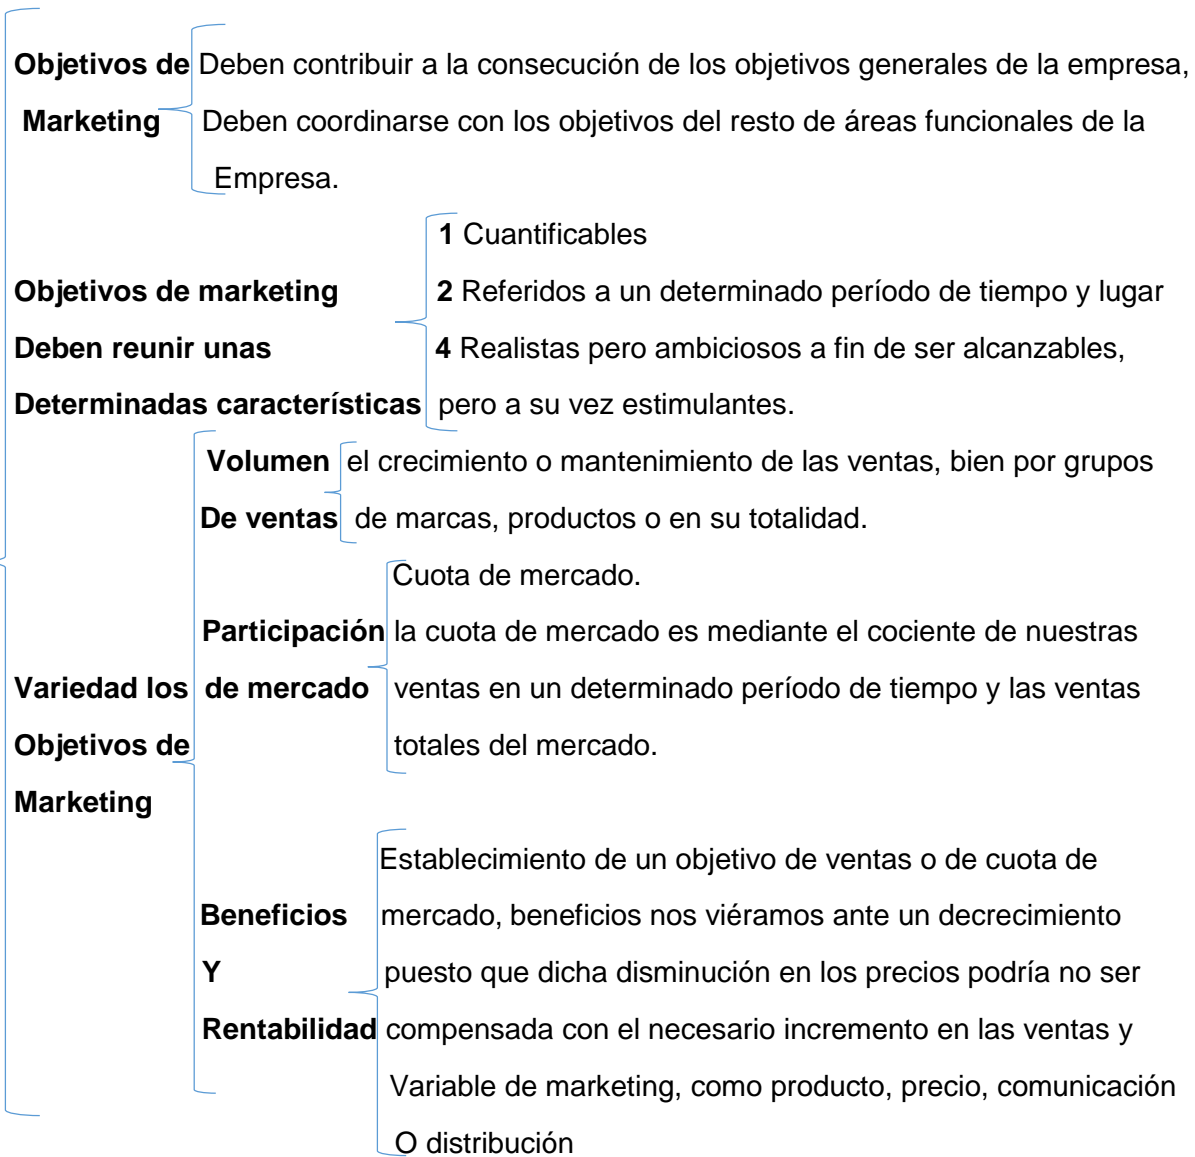 Objetivos de Deben contribuir a la consecución de los objetivos generales de la empresa,
Marketing Deben coordinarse con los objetivos del resto de áreas funcionales de la
Empresa.
1 Cuantificables
Objetivos de marketing 2 Referidos a un determinado período de tiempo y lugar
Deben reunir unas 4 Realistas pero ambiciosos a fin de ser alcanzables,
Determinadas características pero a su vez estimulantes.
Volumen el crecimiento o mantenimiento de las ventas, bien por grupos
De ventas de marcas, productos o en su totalidad.
Cuota de mercado.
Participación la cuota de mercado es mediante el cociente de nuestras
Variedad los de mercado ventas en un determinado período de tiempo y las ventas
Objetivos de totales del mercado.
Marketing
Establecimiento de un objetivo de ventas o de cuota de
Beneficios mercado, beneficios nos viéramos ante un decrecimiento
Y puesto que dicha disminución en los precios podría no ser
Rentabilidad compensada con el necesario incremento en las ventas y
Variable de marketing, como producto, precio, comunicación
O distribución